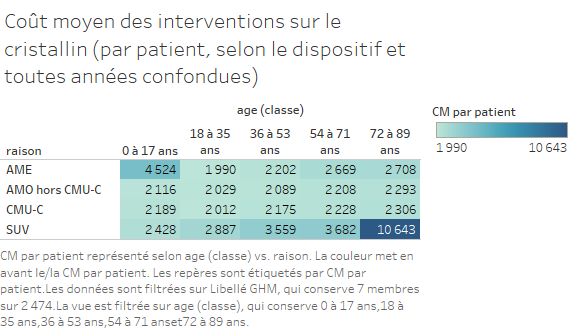 Coût moyen des interventions sur le
cristallin (par patient, selon le dispositif et
toutes années confondues)
age (classe)
raison 0 à 17 ans 18 à 35 ans 36 à 53 ans 54 à 71 ans 72 à 89 ans
AME 4 524 1 990 2 202 2 669 2 708
AMO hors CMU-C 2 116 2 029 2 089 2 208 2 293
CMU-C 2 189 2 012 2 175 2 228 2 306
SUV 2 428 2 887 3 559 3 682 10 643
CM par patient
1 990 10 643
CM par patient représenté selon age (classe) vs. raison. La couleur met en
avant le/la CM par patient. Les repères sont étiquetés par CM par
patient.Les données sont filtrées sur Libellé GHM, qui conserve 7 membres
sur 2 474.La vue est filtrée sur age (classe), qui conserve 0 à 17 ans,18 à
35 ans,36 à 53 ans,54 à 71 anset72 à 89 ans.